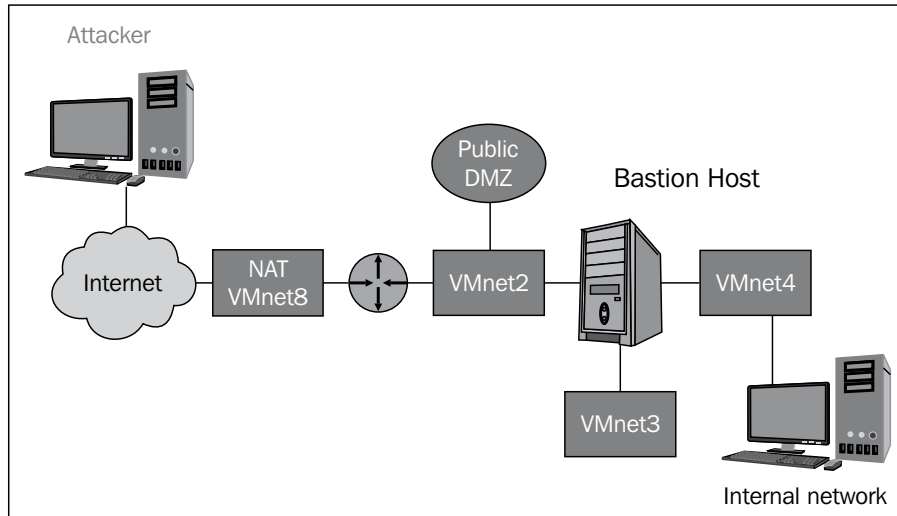 Attacker
Public
DMZ
Bastion Host
Internet
NAT
VMnet8
VMnet2
VMnet4
VMnet3
Internal network